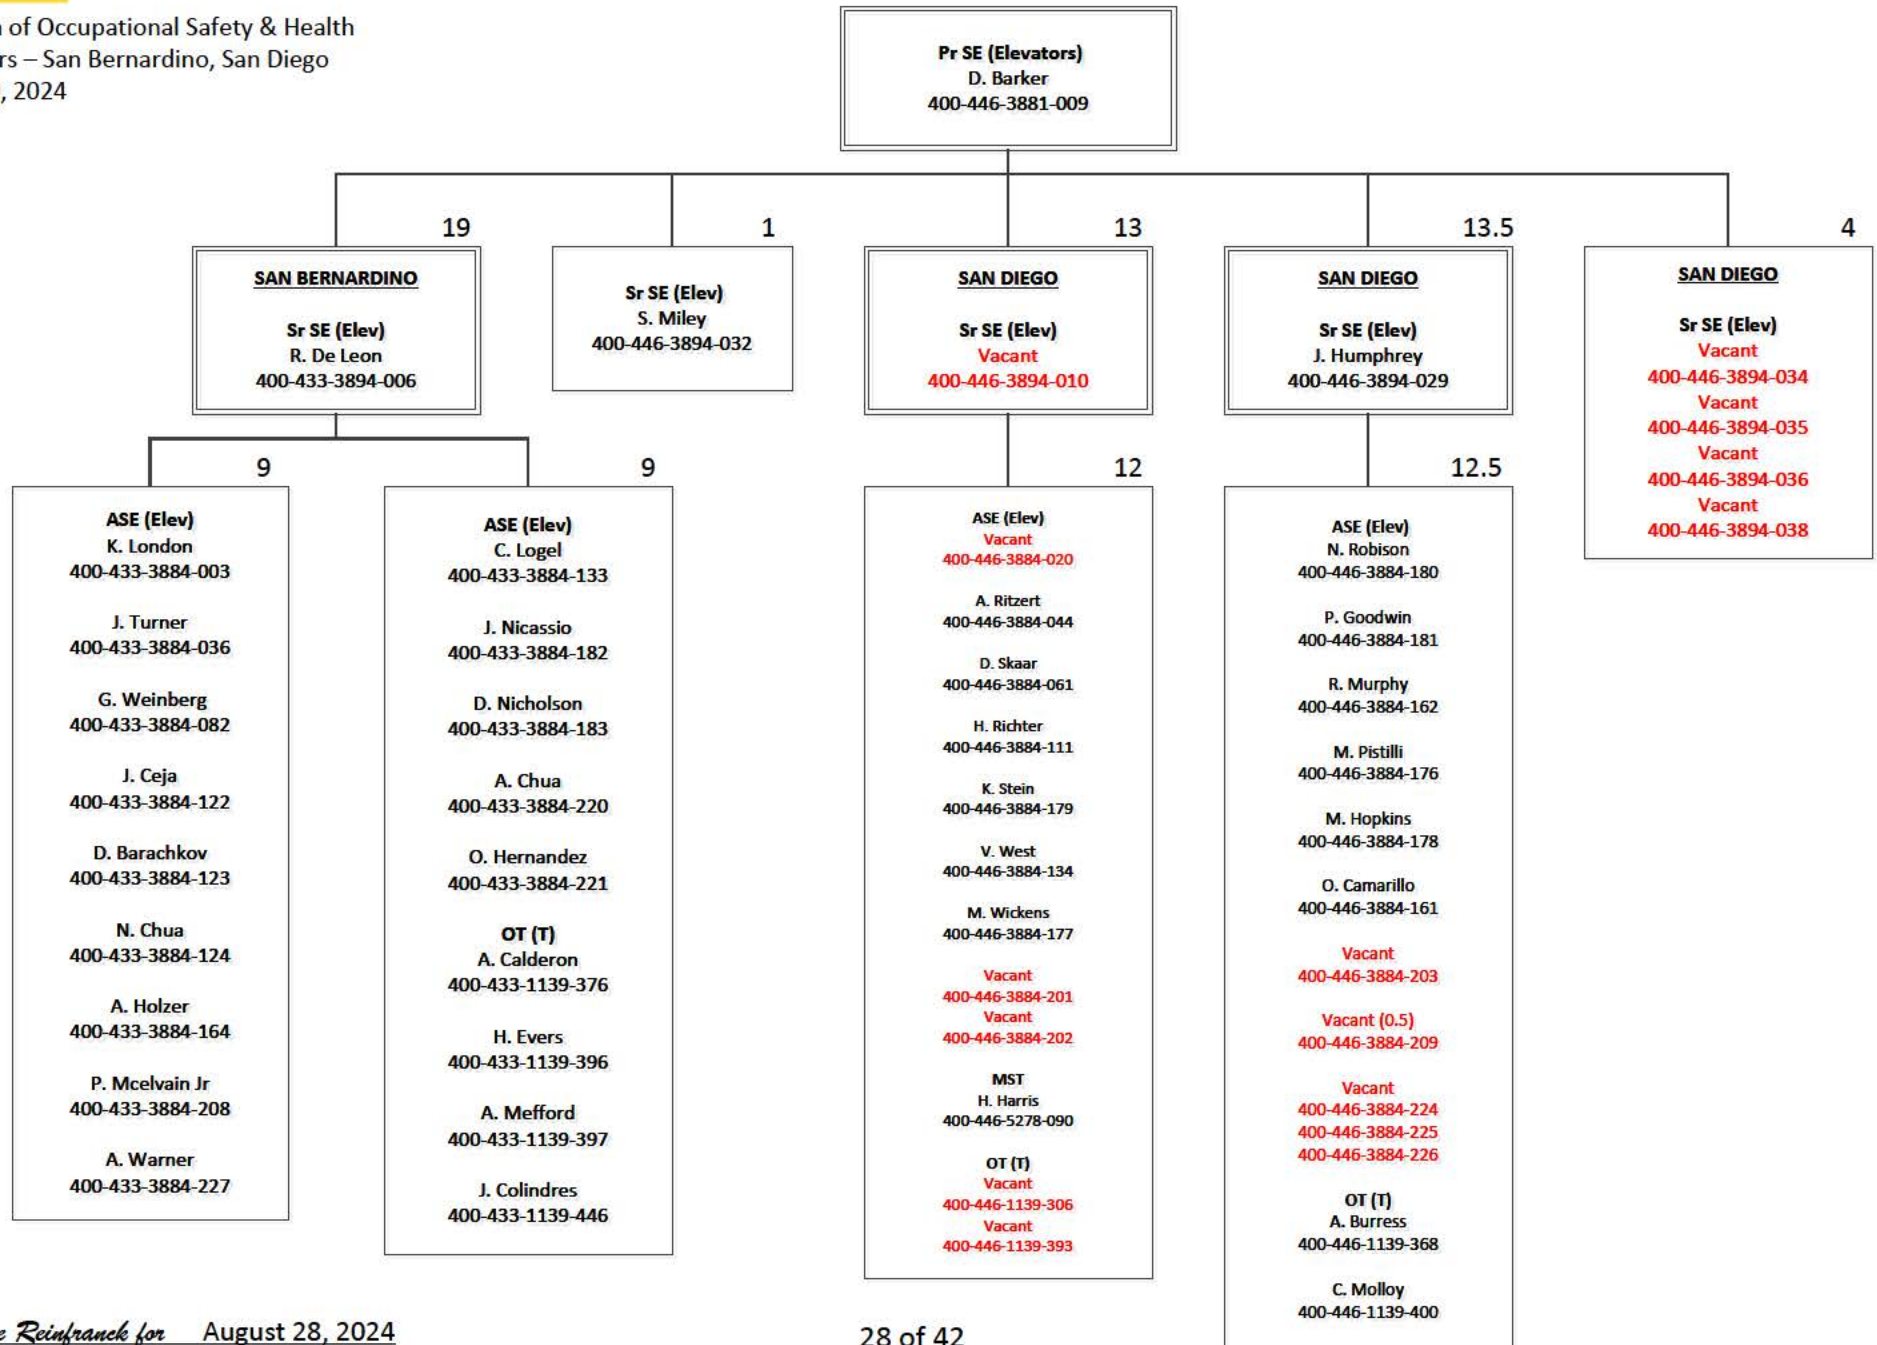 of Occupational Safety & Health
– San Bernardino, San Diego
, 2024
Pr SE (Elevators)
D. Barker
400-446-3881-009
19
SAN BERNARDINO
Sr SE (Elev)
R. De Leon
400-433-3894-006
1
Sr SE (Elev)
S. Miley
400-446-3894-032
13
SAN DIEGO
Sr SE (Elev)
Vacant
400-446-3894-010
13.5
SAN DIEGO
Sr SE (Elev)
J. Humphrey
400-446-3894-029
4
SAN DIEGO
Sr SE (Elev)
Vacant
400-446-3894-034
Vacant
400-446-3894-035
Vacant
400-446-3894-036
Vacant
400-446-3894-038
9
ASE (Elev)
K. London
400-433-3884-003
J. Turner
400-433-3884-036
G. Weinberg
400-433-3884-082
J. Ceja
400-433-3884-122
D. Barachkov
400-433-3884-123
N. Chua
400-433-3884-124
A. Holzer
400-433-3884-164
P. Mcelvain Jr
400-433-3884-208
A. Warner
400-433-3884-227
9
ASE (Elev)
C. Logel
400-433-3884-133
J. Nicassio
400-433-3884-182
D. Nicholson
400-433-3884-183
A. Chua
400-433-3884-220
O. Hernandez
400-433-3884-221
OT (T)
A. Calderon
400-433-1139-376
H. Evers
400-433-1139-396
A. Mefford
400-433-1139-397
J. Colindres
400-433-1139-446
12
ASE (Elev)
Vacant
400-446-3884-020
A. Ritzert
400-446-3884-044
D. Skaar
400-446-3884-061
H. Richter
400-446-3884-111
K. Stein
400-446-3884-179
V. West
400-446-3884-134
M. Wickens
400-446-3884-177
Vacant
400-446-3884-201
Vacant
400-446-3884-202
MST
H. Harris
400-446-5278-090
OT (T)
Vacant
400-446-1139-306
Vacant
400-446-1139-393
12.5
ASE (Elev)
N. Robison
400-446-3884-180
P. Goodwin
400-446-3884-181
R. Murphy
400-446-3884-162
M. Pistilli
400-446-3884-176
M. Hopkins
400-446-3884-178
O. Camarillo
400-446-3884-161
Vacant
400-446-3884-203
Vacant (0.5)
400-446-3884-209
Vacant
400-446-3884-224
400-446-3884-225
400-446-3884-226
OT (T)
A. Burress
400-446-1139-368
C. Molloy
400-446-1139-400
Reinfranck for August 28, 2024
28 of 42